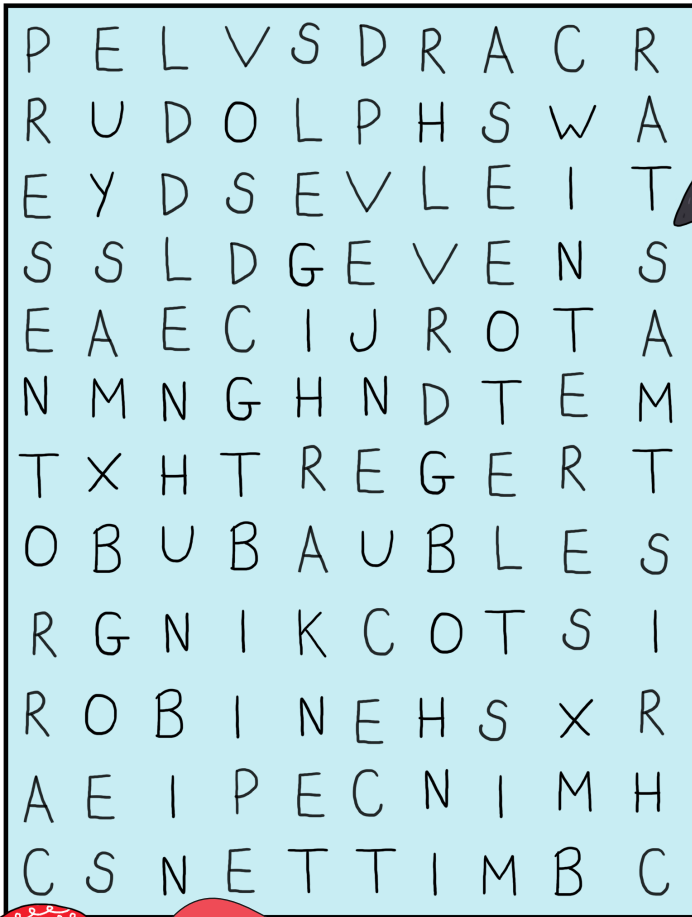 P E L V S D R A C R
R U D O L P H S W A
E Y D S E V L E I T
S S L D G E V E N S
E A E C I J R O T A
N M N G H N D T E M
T X H T R E G E R T
O B U B A U B L E S
R G N I K C O T S I
R O B I N E H S X R
A E I P E C N I M H
C S N E T T I M B C